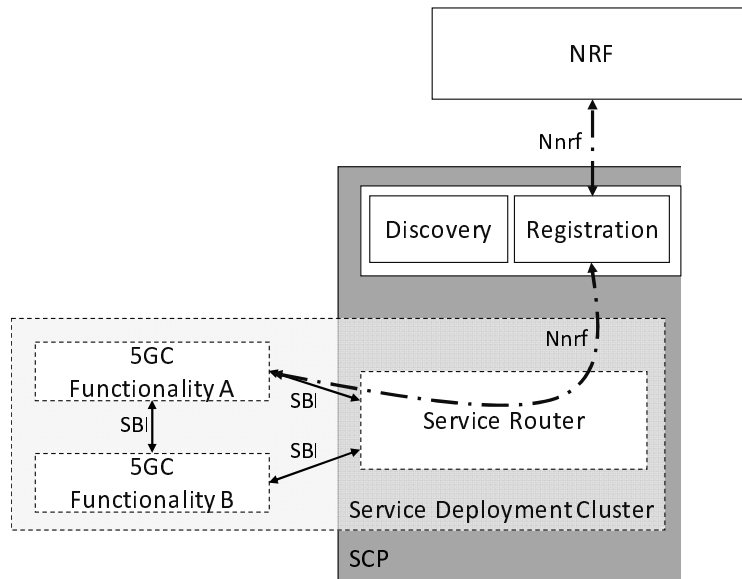 NRF
Nnrf
Discovery
Registration
Nnrf
5GC
Functionality A
SBI
Service Router
SBI
SBI
5GC
Functionality B
Service Deployment Cluster
SCP